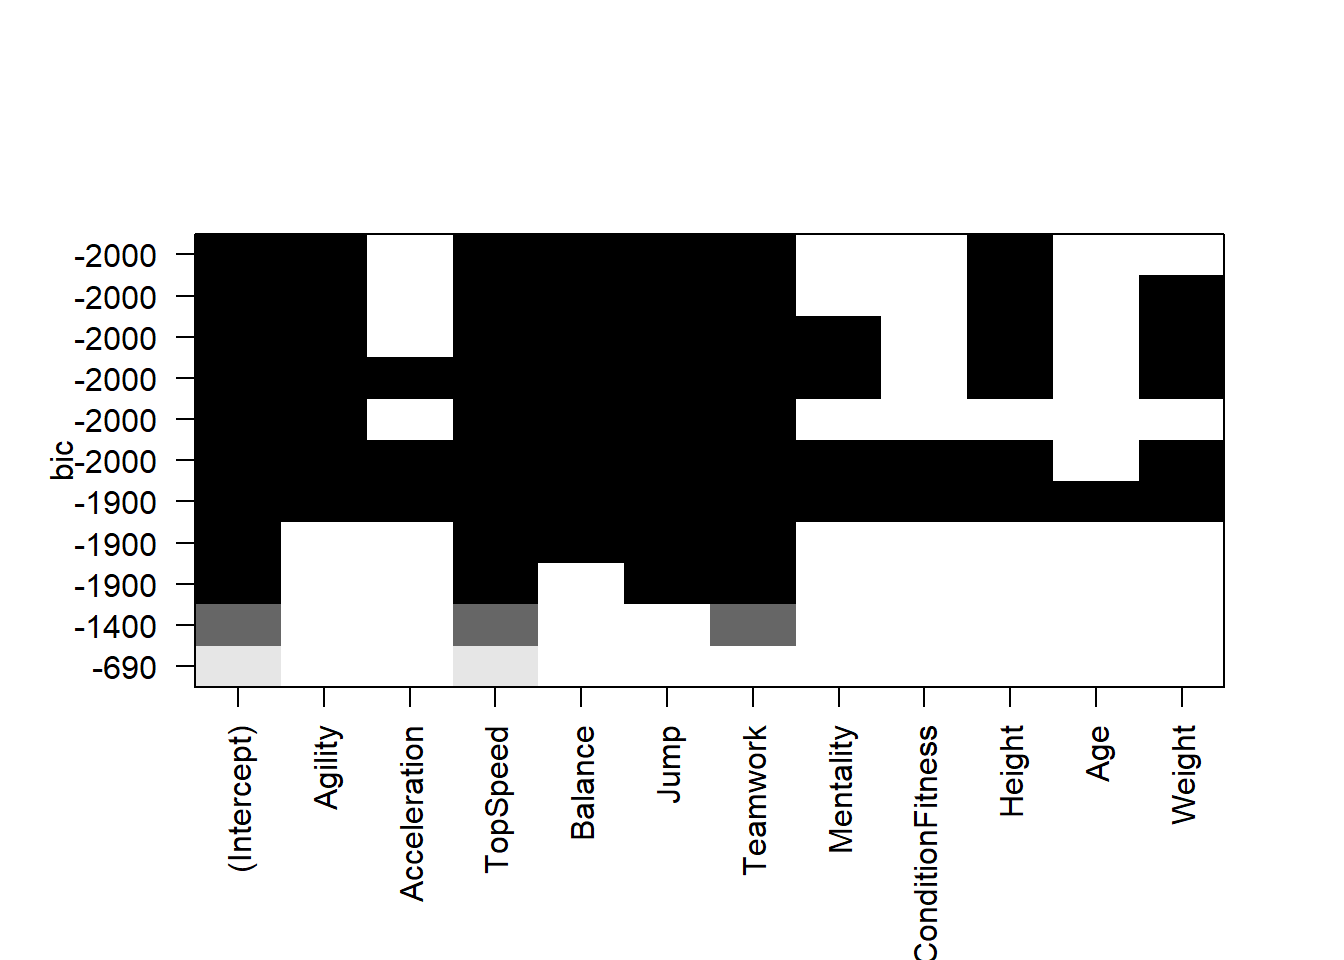 -2000
-2000
-2000
-2000
-2000
-2000
-1900
-1900
-1900
-1400
-690
bic
(Intercept)
Agility
Acceleration
TopSpeed
Balance
Jump
Teamwork
Mentality
ConditionFitness
Height
Age
Weight